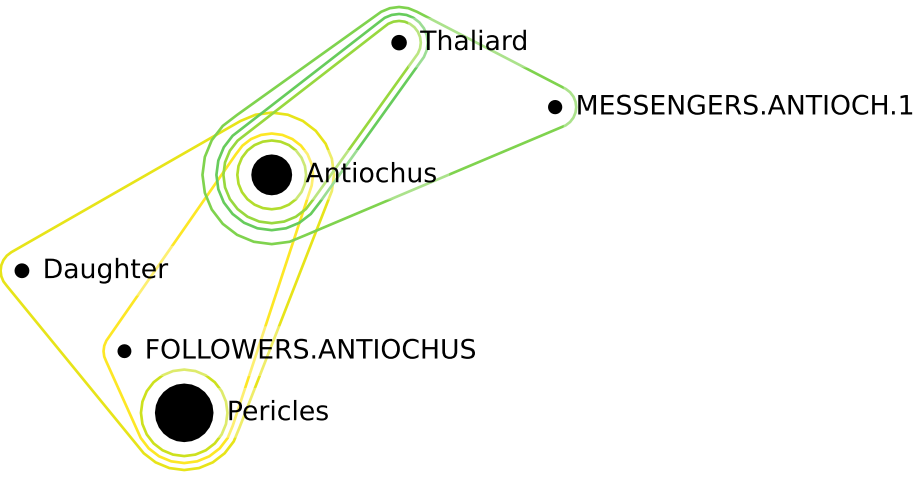 Thaliard
MESSENGERS.ANTIOCH.1
Antiochus
Daughter
FOLLOWERS.ANTIOCHUS
Pericles